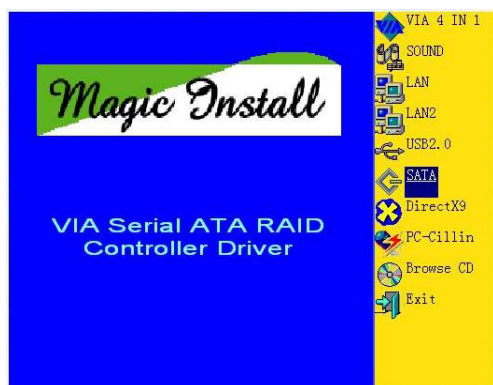 Magic Install
VIA Serial ATA RAID
Controller Driver
VIA 4 IN 1
SOUND
LAN
LAN2
USB2.0
SATA
DirectX9
PC-Cillin
Browse CD
Exit